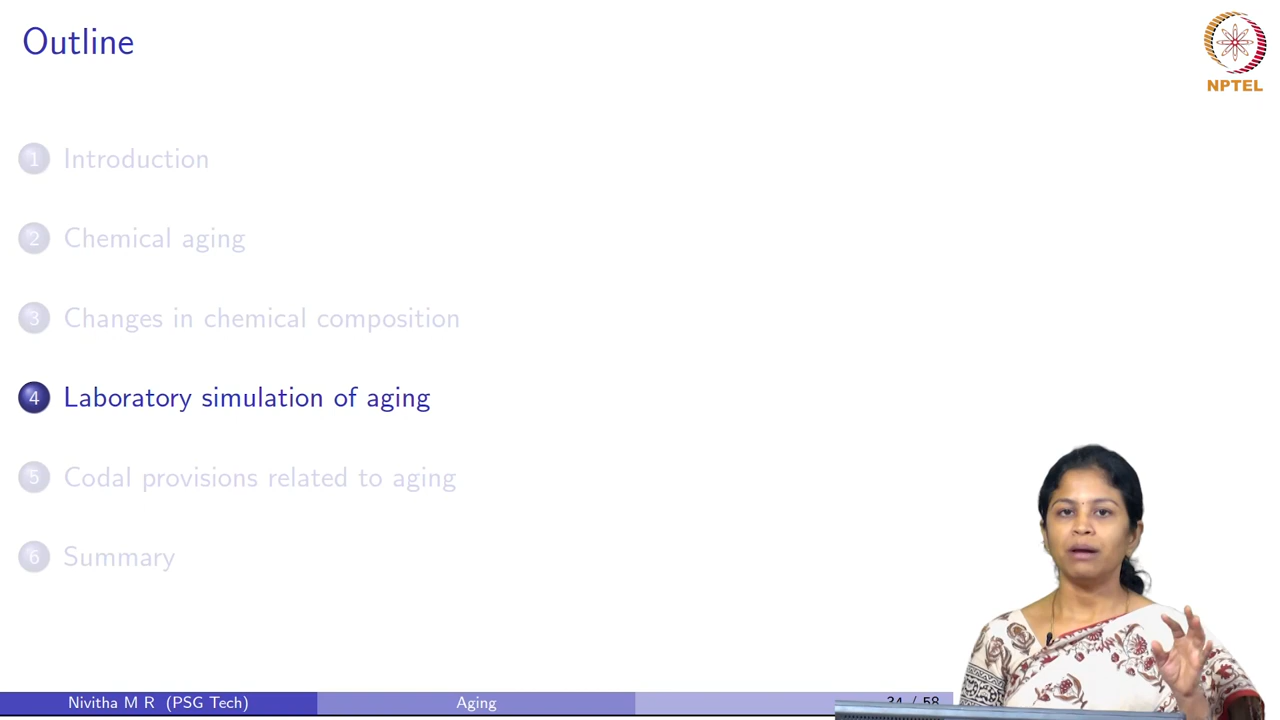 Outline
NPTEL
1 Introduction
2 Chemical aging
3 Changes in chemical composition
4 Laboratory simulation of aging
5 Codal provisions related to aging
6 Summary
Nivitha M R (PSG Tech) Aging 34 / 58